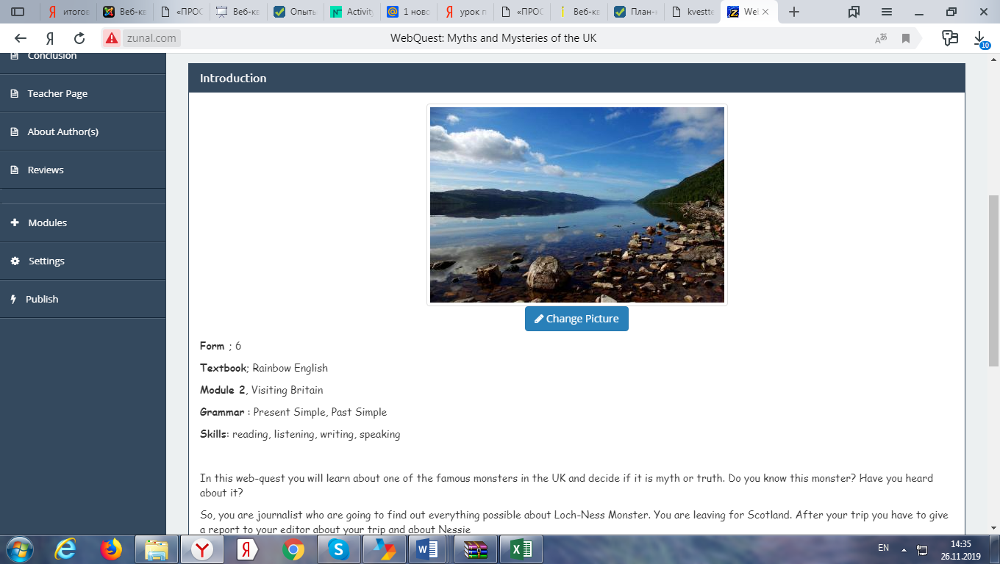 итогов
Веб-кв
«ПРОС
Веб-кв
Опыть
Activity
1 ново
урок п
«ПРОС
Веб-кв
План-к
kvestte
Wel
zunal.com
WebQuest: Myths and Mysteries of the UK
10
Conclusion
Teacher Page
About Author(s)
Reviews
Modules
Settings
Publish
Introduction
Change Picture
Form ; 6
Textbook; Rainbow English
Module 2, Visiting Britain
Grammar : Present Simple, Past Simple
Skills: reading, listening, writing, speaking
In this web-quest you will learn about one of the famous monsters in the UK and decide if it is myth or truth. Do you know this monster? Have you heard
about it?
So, you are journalist who are going to find out everything possible about Loch-Ness Monster. You are leaving for Scotland. After your trip you have to give
a report to your editor about your trip and about Nessie
EN
14:35
26.11.2019